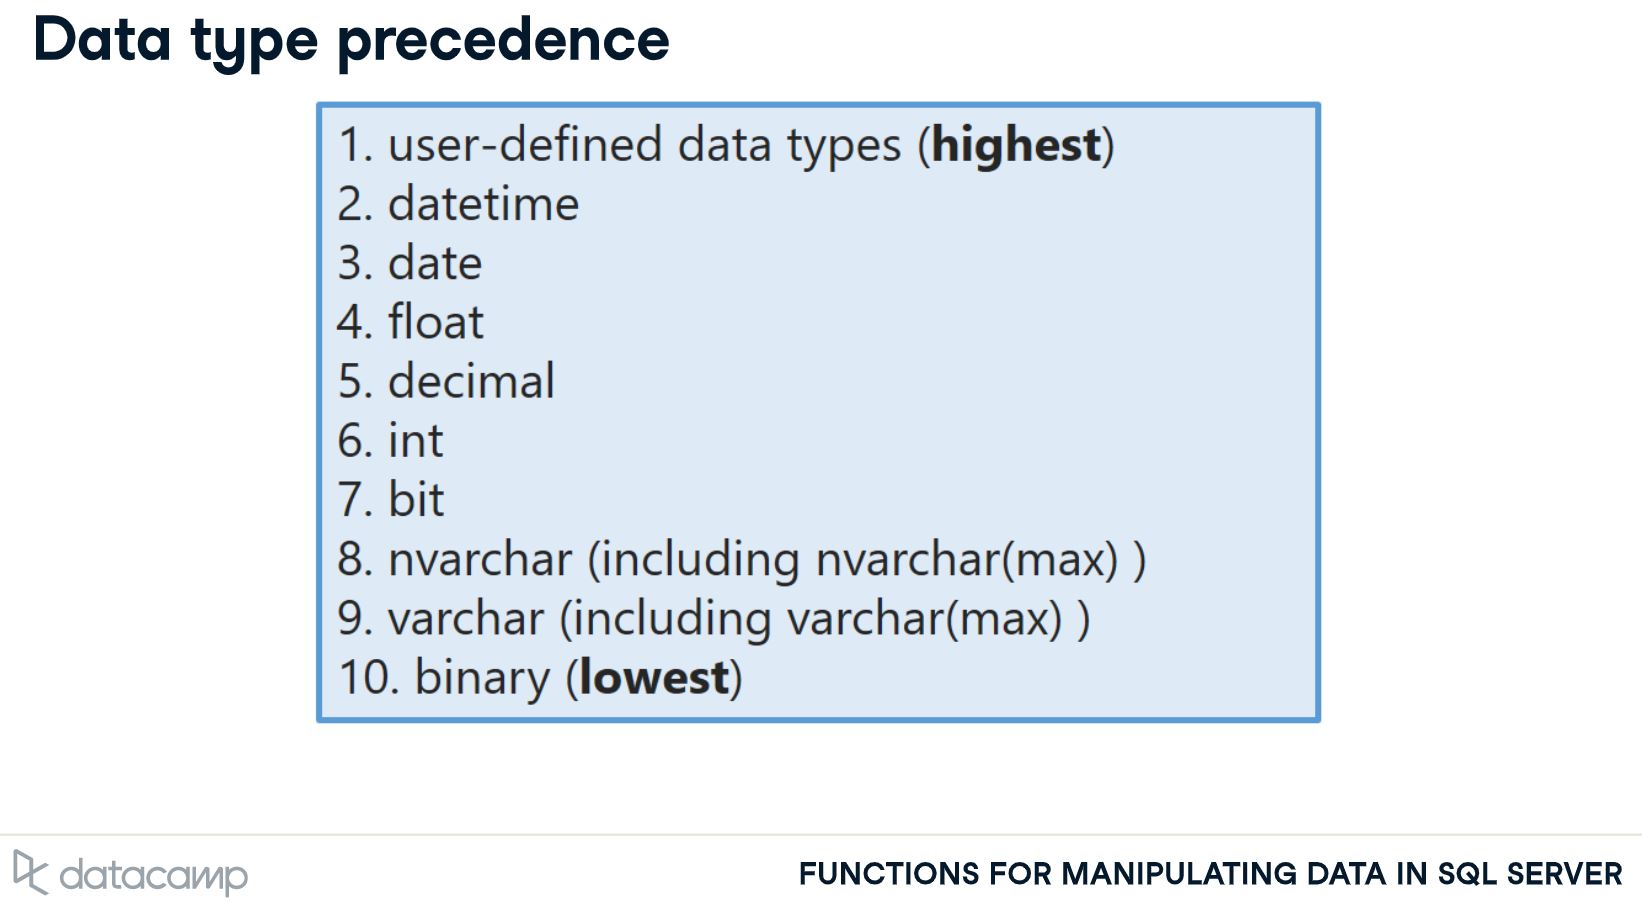 Data type precedence
1. user-defined data types (highest)
2. datetime
3. date
4. float
5. decimal
6. int
7. bit
8. nvarchar (including nvarchar(max) )
9. varchar (including varchar(max) )
10. binary (lowest)
datacamp
FUNCTIONS FOR MANIPULATING DATA IN SQL SERVER